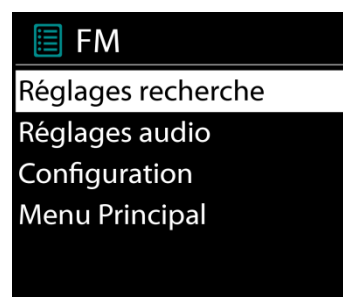 FM
Réglages recherche
Réglages audio
Configuration
Menu Principal